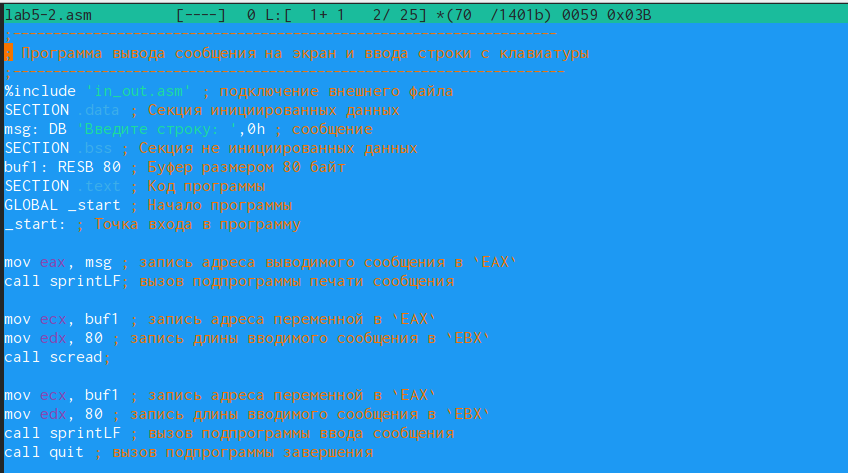 lab5-2.asm [----] 0 L:[ 1+ 1 2/ 25] *(70 /1401b) 0059 0x03B
;------------------------------------------------------------
; Программа вывода сообщения на экран и ввода строки с клавиатуры
;-------------------------------------------------------------
%include 'in_out.asm' ; подключение внешнего файла
SECTION .data ; Секция инициированных данных
msg: DB 'Введите строку: ',0h ; сообщение
SECTION .bss ; Секция не инициированных данных
buf1: RESB 80 ; Буфер размером 80 байт
SECTION .text ; Код программы
GLOBAL _start ; Начало программы
_start: ; Точка входа в программу
mov eax, msg ; запись адреса выводимого сообщения в `EAX`
call sprintLF; вызов подпрограммы печати сообщения
mov ecx, buf1 ; запись адреса переменной в `EAX`
mov edx, 80 ; запись длины вводимого сообщения в `EBX`
call scread;
mov ecx, buf1 ; запись адреса переменной в `EAX`
mov edx, 80 ; запись длины вводимого сообщения в `EBX`
call sprintLF ; вызов подпрограммы ввода сообщения
call quit ; вызов подпрограммы завершения